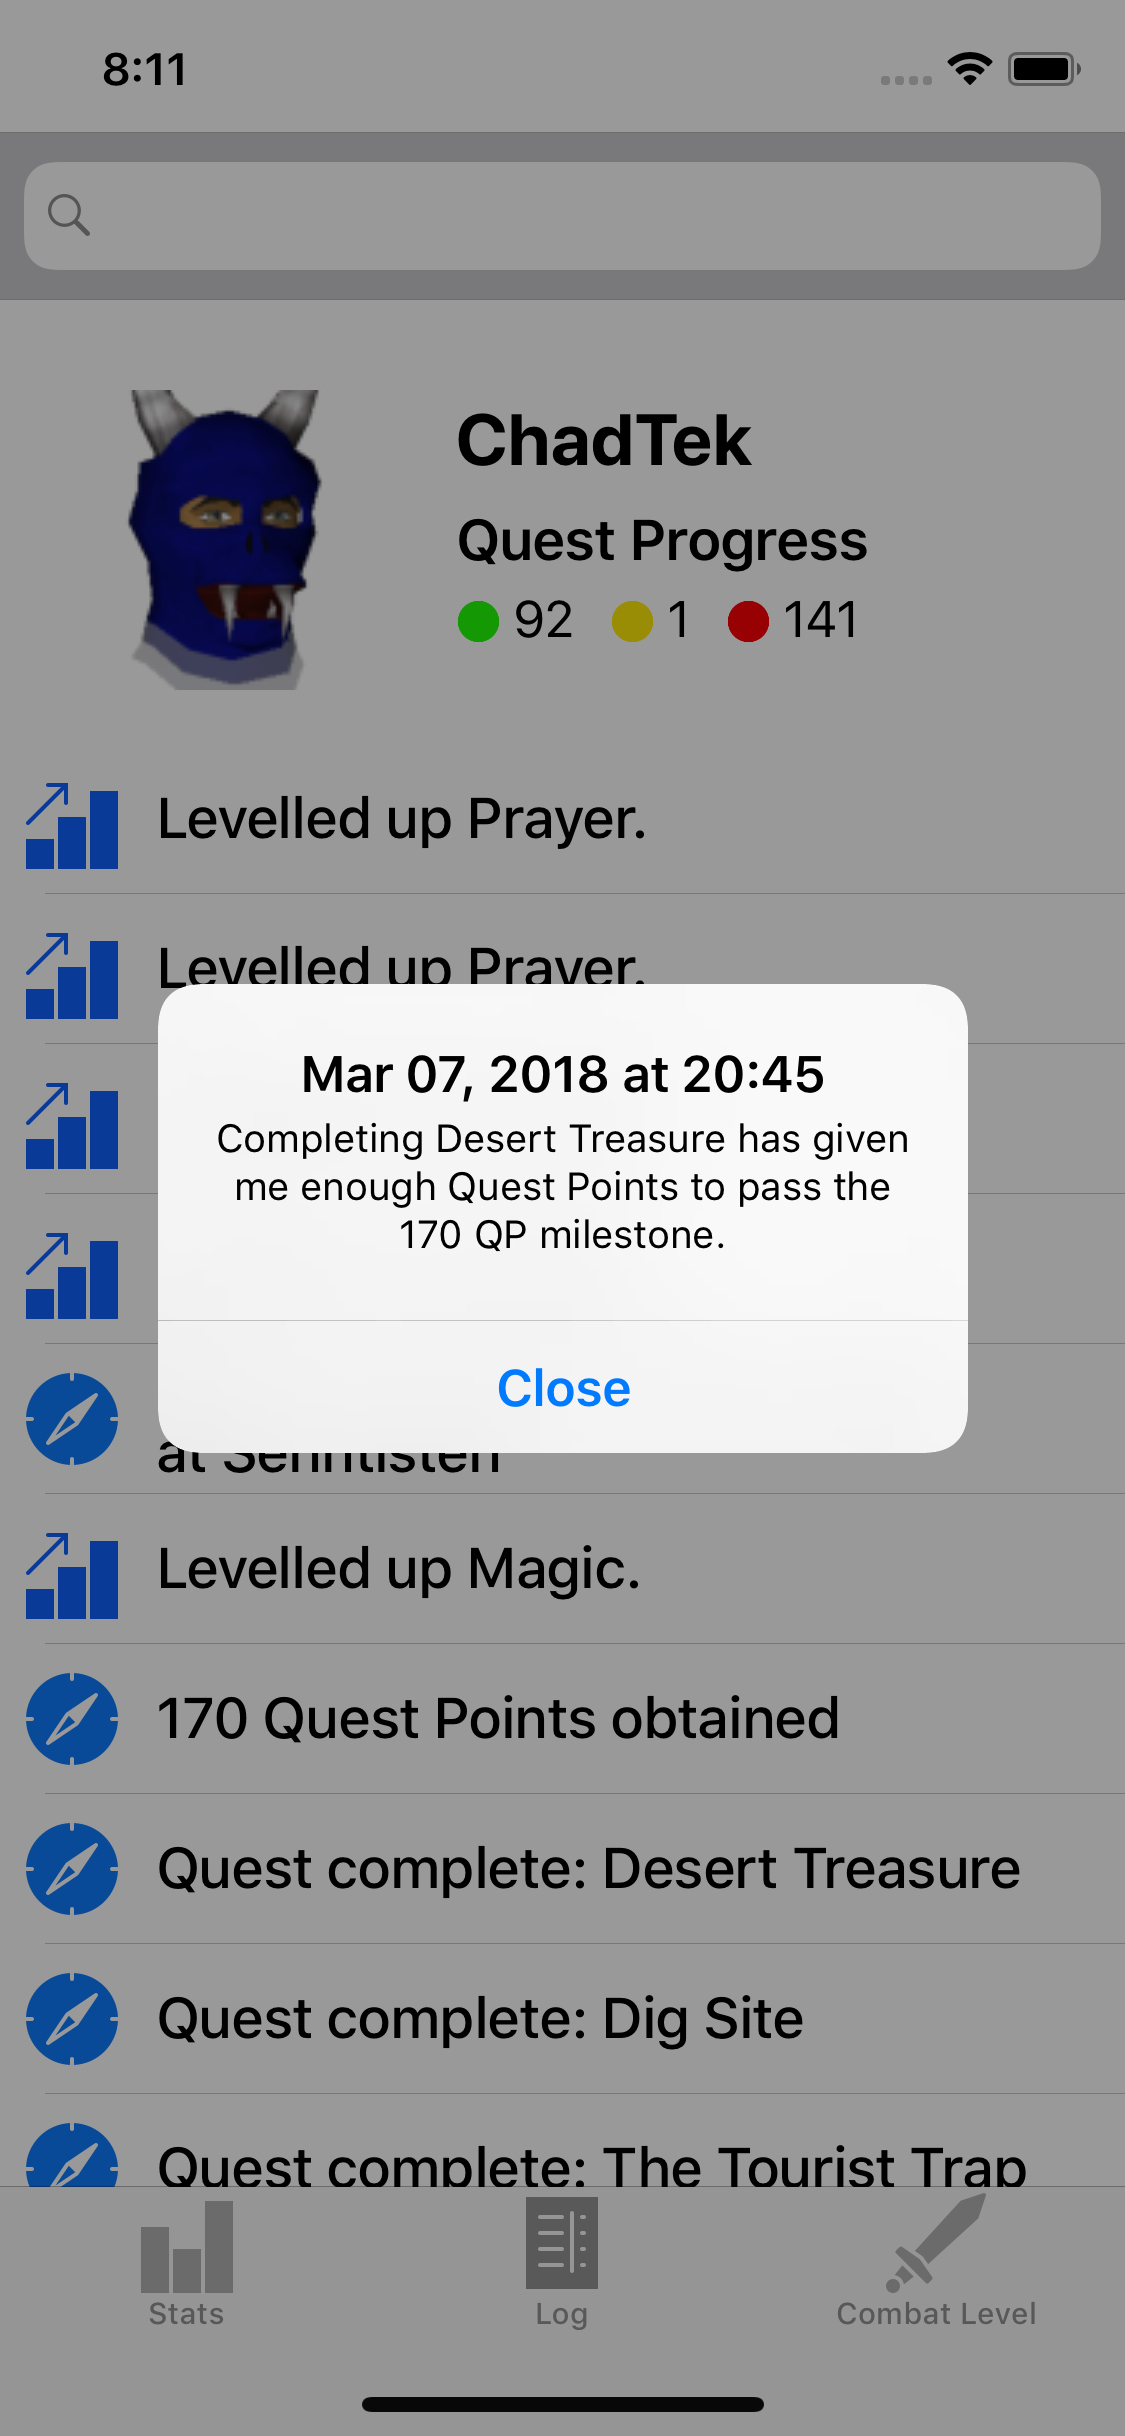 8:11
ChadTek
Quest Progress
92 1 141
Levelled up Prayer.
Levelled up Prayer.
Mar 07, 2018 at 20:45
Completing Desert Treasure has given
me enough Quest Points to pass the
170 QP milestone.
Close
at Senntisten
Levelled up Magic.
170 Quest Points obtained
Quest complete: Desert Treasure
Quest complete: Dig Site
Quest complete: The Tourist Trap
Stats Log Combat Level